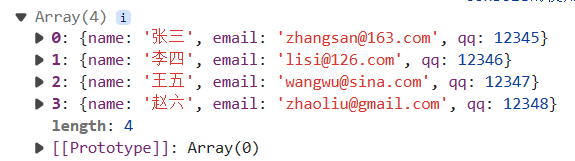 Array(4) i
0: {name: '张三', email: 'zhangsan@163.com', qq: 12345}
1: {name: '李四', email: 'lisi@126.com', qq: 12346}
2: {name: '王五', email: 'wangwu@sina.com', qq: 12347}
3: {name: '赵六', email: 'zhaoliu@gmail.com', qq: 12348}
length: 4
[[Prototype]]: Array(0)